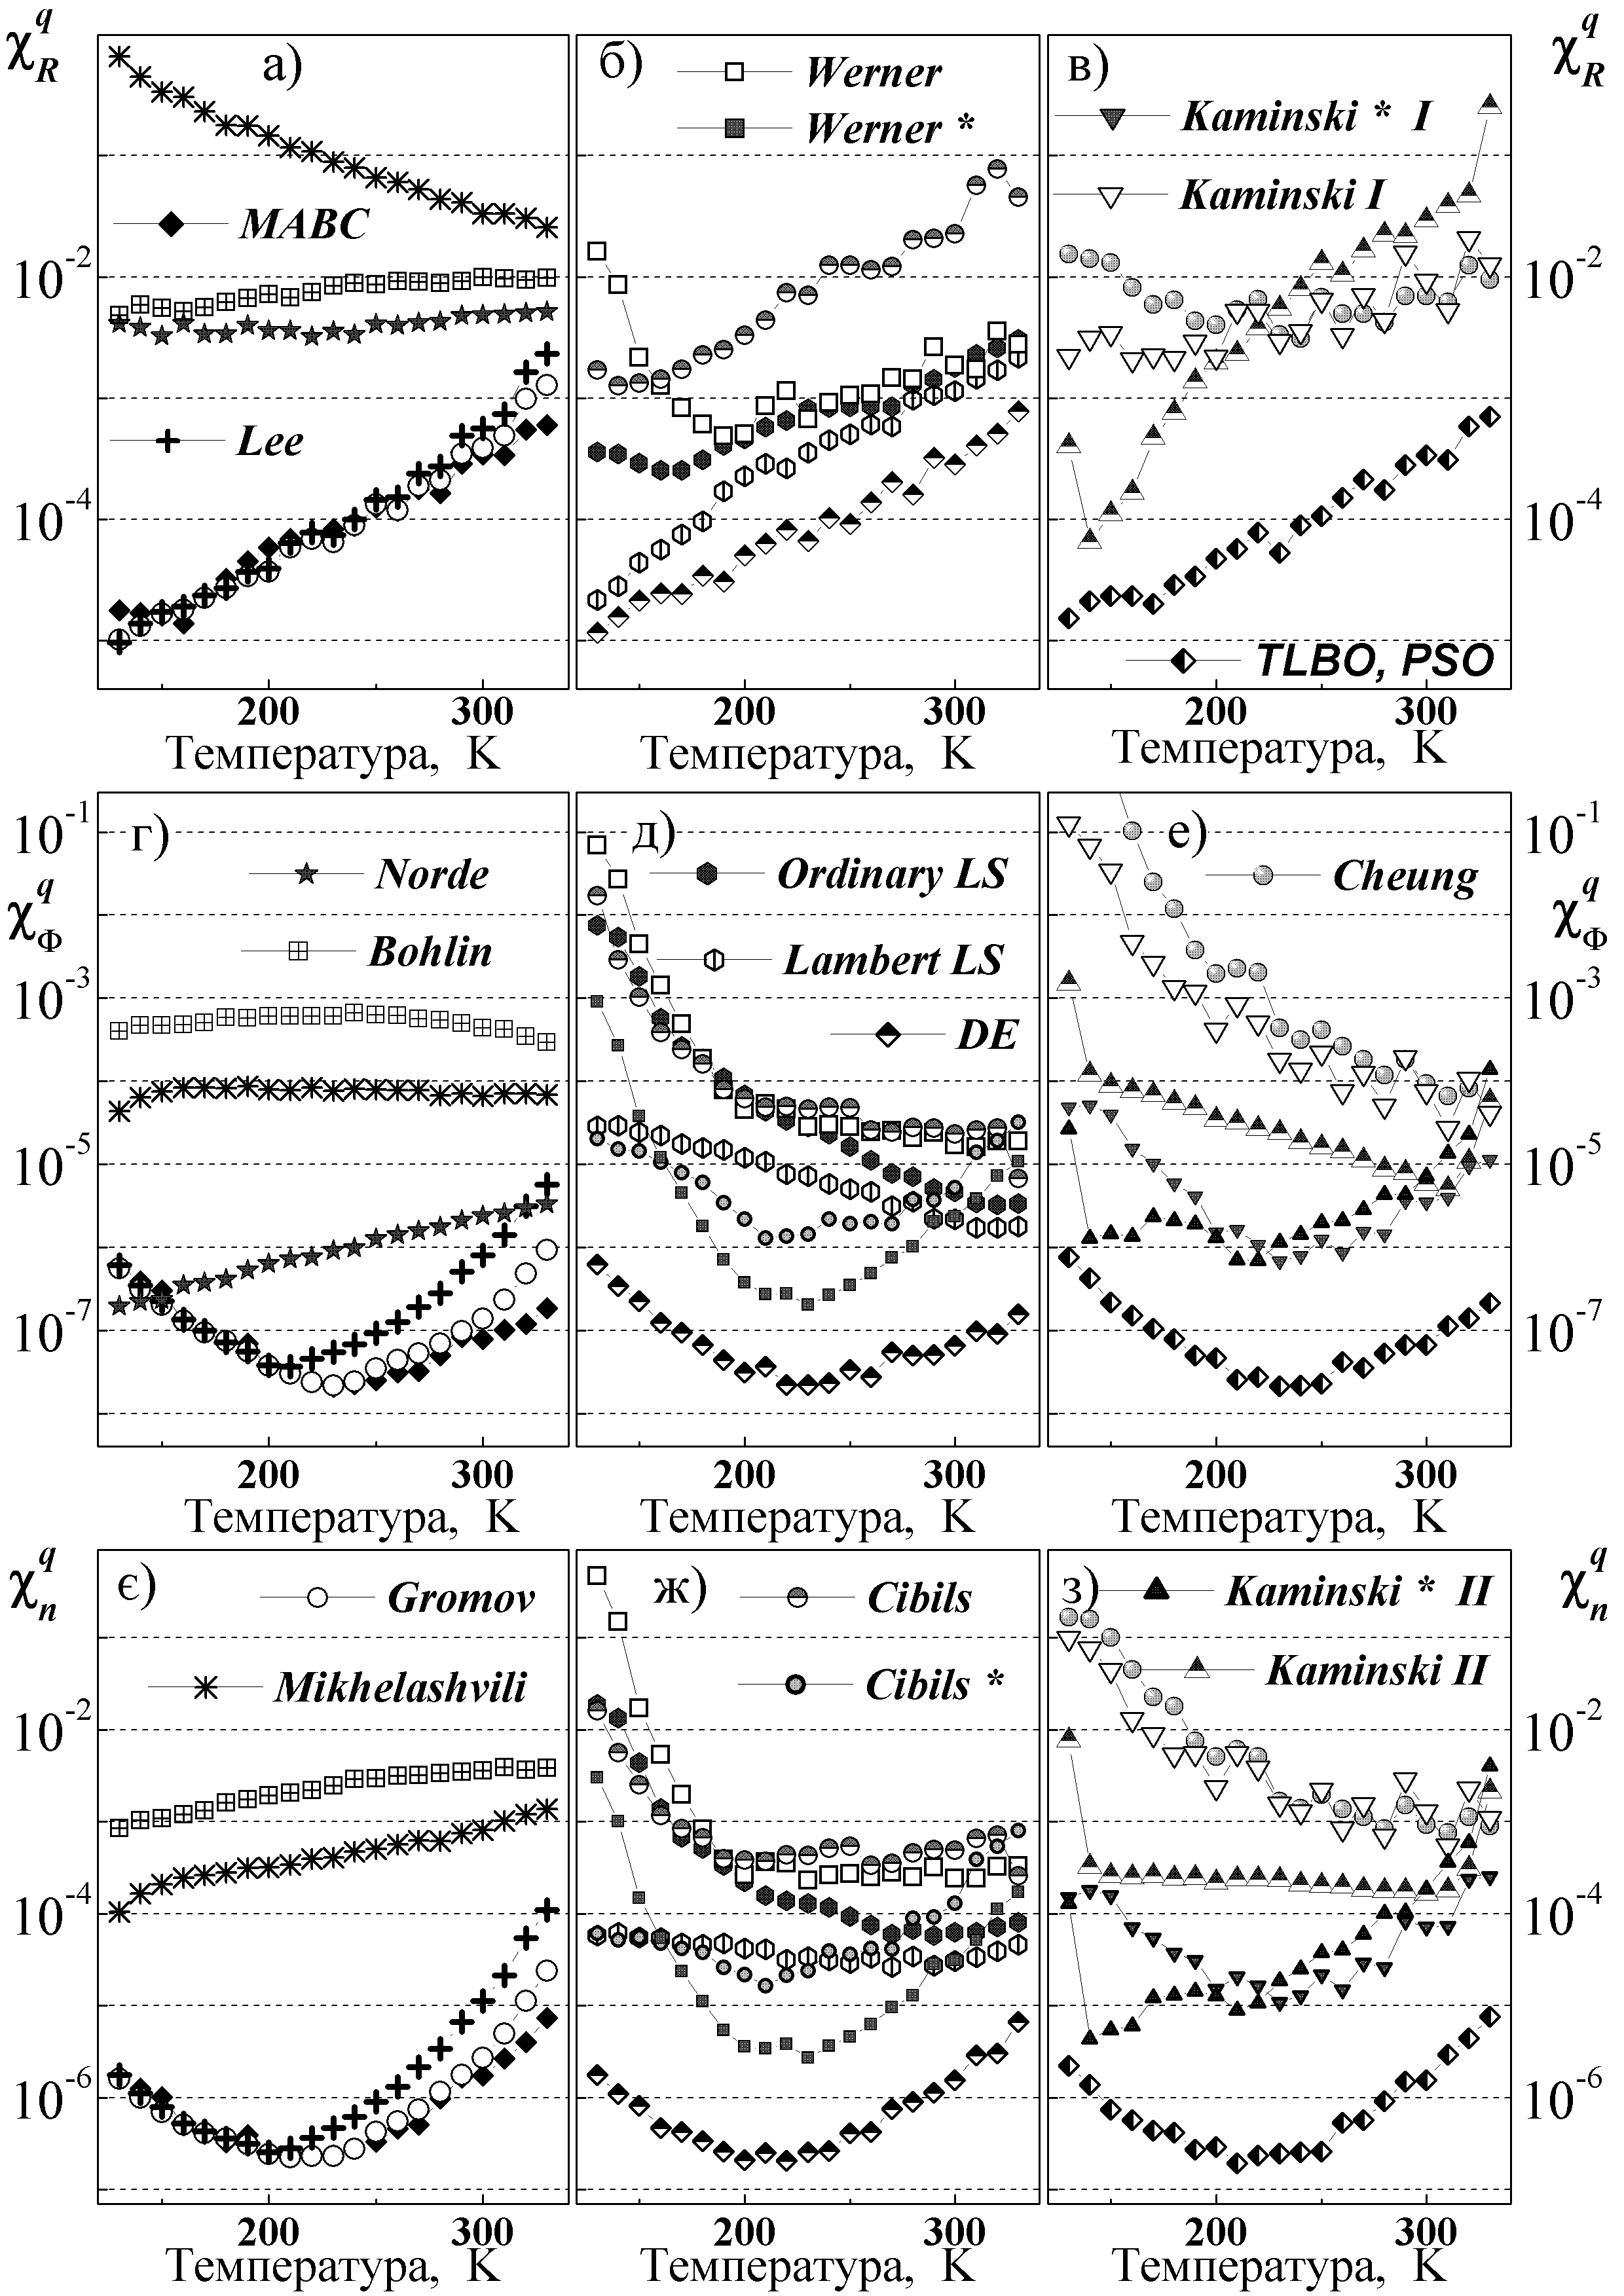 χ_R^q
а)
б)
в)
χ_R^q
Werner
Werner *
Kaminski * I
Kaminski I
MABC
Lee
10^-2
10^-4
10^-2
10^-4
TLBO, PSO
200 300
200 300
200 300
Температура, К
Температура, К
Температура, К
10^-1
г)
д)
е)
10^-1
Norde
Ordinary LS
Cheung
χ_Φ^q
χ_Φ^q
Bohlin
Lambert LS
10^-3
10^-3
DE
10^-5
10^-5
10^-7
10^-7
200 300
200 300
200 300
Температура, К
Температура, К
Температура, К
χ_n^q
є)
ж)
з)
χ_n^q
Gromov
Cibils
Kaminski * II
Mikhelashvili
Cibils *
Kaminski II
10^-2
10^-2
10^-4
10^-4
10^-6
10^-6
200 300
200 300
200 300
Температура, К
Температура, К
Температура, К